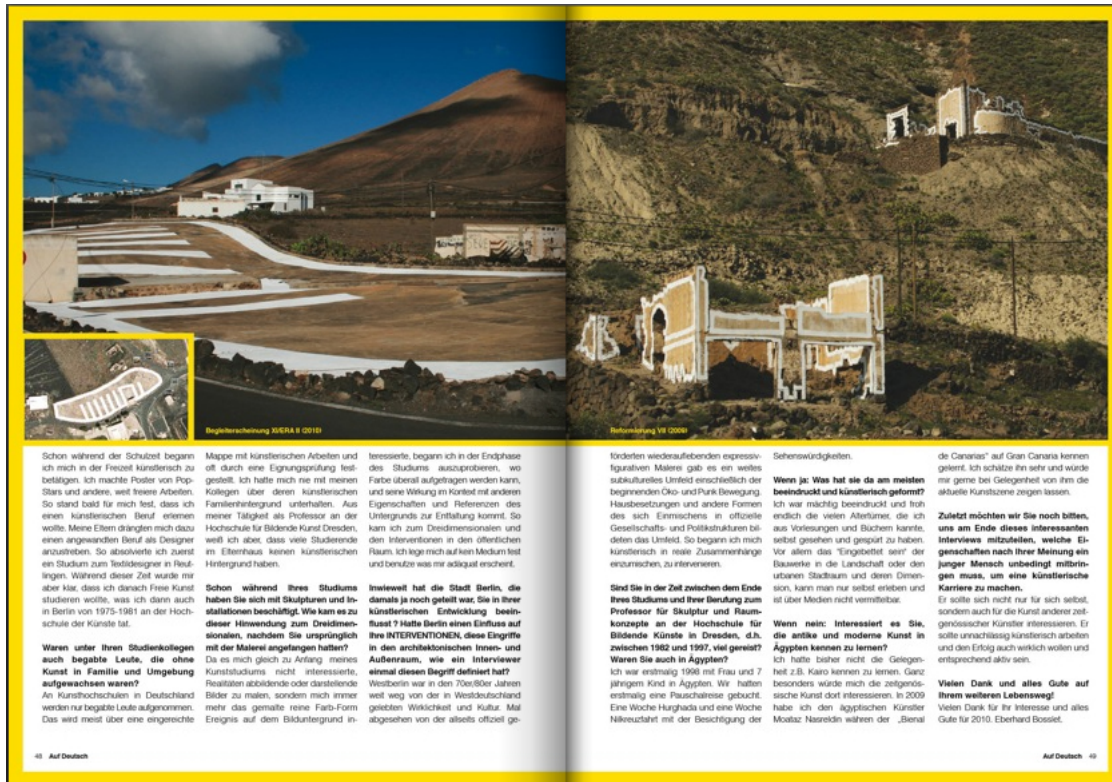 Begleiterscheinung XI/ERA II (2010)
Reformierung VII (2009)
Schon während der Schulzeit begann
ich mich in der Freizeit künstlerisch zu
betätigen. Ich machte Poster von Pop-
Stars und andere, weit freiere Arbeiten.
So stand bald für mich fest, dass ich
einen künstlerischen Beruf erlernen
wollte. Meine Eltern drängten mich dazu
einen angewandten Beruf als Designer
anzustreben. So absolvierte ich zuerst
ein Studium zum Textildesigner in Reut-
lingen. Während dieser Zeit wurde mir
aber klar, dass ich danach Freie Kunst
studieren wollte, was ich dann auch
in Berlin von 1975-1981 an der Hoch-
schule der Künste tat.
Waren unter Ihren Studienkollegen
auch begabte Leute, die ohne
Kunst in Familie und Umgebung
aufgewachsen waren?
An Kunsthochschulen in Deutschland
werden nur begabte Leute aufgenommen.
Das wird meist über eine eingereichte
Mappe mit künstlerischen Arbeiten und
oft durch eine Eignungsprüfung fest-
gestellt. Ich hatte mich nie mit meinen
Kollegen über deren künstlerischen
Familienhintergrund unterhalten. Aus
meiner Tätigkeit als Professor an der
Hochschule für Bildende Kunst Dresden,
weiß ich aber, dass viele Studierende
im Elternhaus keinen künstlerischen
Hintergrund haben.
Schon während Ihres Studiums
haben Sie sich mit Skulpturen und In-
stallationen beschäftigt. Wie kam es zu
dieser Hinwendung zum Dreidimen-
sionalen, nachdem Sie ursprünglich
mit der Malerei angefangen hatten?
Da es mich gleich zu Anfang meines
Kunststudiums nicht interessierte,
Realitäten abbildende oder darstellende
Bilder zu malen, sondern mich immer
mehr das gemalte reine Farb-Form
Ereignis auf dem Bilduntergrund in-
teressierte, begann ich in der Endphase
des Studiums auszuprobieren, wo
Farbe überall aufgetragen werden kann,
und seine Wirkung im Kontext mit anderen
Eigenschaften und Referenzen des
Untergrunds zur Entfaltung kommt. So
kam ich zum Dreidimensionalen und
den Interventionen in den öffentlichen
Raum. Ich lege mich auf kein Medium fest
und benutze was mir adäquat erscheint.
Inwieweit hat die Stadt Berlin, die
damals ja noch geteilt war, Sie in Ihrer
künstlerischen Entwicklung beein-
flusst ? Hatte Berlin einen Einfluss auf
Ihre INTERVENTIONEN, diese Eingriffe
in den architektonischen Innen- und
Außenraum, wie ein Interviewer
einmal diesen Begriff definiert hat?
Westberlin war in den 70er/80er Jahren
weit weg von der in Westdeutschland
gelebten Wirklichkeit und Kultur. Mal
abgesehen von der allseits offiziell ge-
48 Auf Deutsch
förderten wiederauflebenden expressiv-
figurativen Malerei gab es ein weites
subkulturelles Umfeld einschließlich der
beginnenden Öko- und Punk Bewegung.
Hausbesetzungen und andere Formen
des sich Einmischens in offizielle
Gesellschafts- und Politikstrukturen bil-
deten das Umfeld. So begann ich mich
künstlerisch in reale Zusammenhänge
einzumischen, zu intervenieren.
Sind Sie in der Zeit zwischen dem Ende
Ihres Studiums und Ihrer Berufung zum
Professor für Skulptur und Raum-
konzepte an der Hochschule für
Bildende Künste in Dresden, d.h.
zwischen 1982 und 1997, viel gereist?
Waren Sie auch in Ägypten?
Ich war erstmalig 1998 mit Frau und 7
jährigem Kind in Ägypten. Wir hatten
erstmalig eine Pauschalreise gebucht.
Eine Woche Hurghada und eine Woche
Nilkreuzfahrt mit der Besichtigung der
Sehenswürdigkeiten.
Wenn ja: Was hat sie da am meisten
beeindruckt und künstlerisch geformt?
Ich war mächtig beeindruckt und froh
endlich die vielen Altertümer, die ich
aus Vorlesungen und Büchern kannte,
selbst gesehen und gespürt zu haben.
Vor allem das "Eingebettet sein" der
Bauwerke in die Landschaft oder den
urbanen Stadtraum und deren Dimen-
sion, kann man nur selbst erleben und
ist über Medien nicht vermittelbar.
Wenn nein: Interessiert es Sie,
die antike und moderne Kunst in
Ägypten kennen zu lernen?
Ich hatte bisher nicht die Gelegen-
heit z.B. Kairo kennen zu lernen. Ganz
besonders würde mich die zeitgenös-
sische Kunst dort interessieren. In 2009
habe ich den ägyptischen Künstler
Moataz Nasreldin währen der „Bienal
de Canarias" auf Gran Canaria kennen
gelernt. Ich schätze ihn sehr und würde
mir gerne bei Gelegenheit von ihm die
aktuelle Kunstszene zeigen lassen.
Zuletzt möchten wir Sie noch bitten,
uns am Ende dieses interessanten
Interviews mitzuteilen, welche Ei-
genschaften nach Ihrer Meinung ein
junger Mensch unbedingt mitbrin-
gen muss, um eine künstlerische
Karriere zu machen.
Er sollte sich nicht nur für sich selbst,
sondern auch für die Kunst anderer zeit-
genössischer Künstler interessieren. Er
sollte unnachlässig künstlerisch arbeiten
und den Erfolg auch wirklich wollen und
entsprechend aktiv sein.
Vielen Dank und alles Gute auf
Ihrem weiteren Lebensweg!
Vielen Dank für Ihr Interesse und alles
Gute für 2010. Eberhard Bosslet.
Auf Deutsch 49